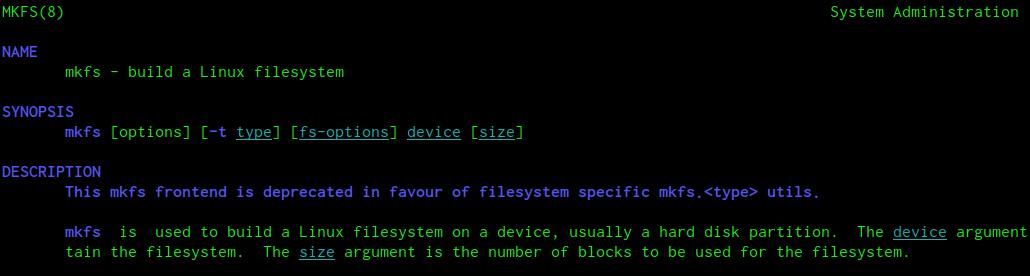 MKFS(8) System Administration
NAME
mkfs - build a Linux filesystem
SYNOPSIS
mkfs [options] [-t type] [fs-options] device [size]
DESCRIPTION
This mkfs frontend is deprecated in favour of filesystem specific mkfs.<type> utils.
mkfs is used to build a Linux filesystem on a device, usually a hard disk partition. The device argument
tain the filesystem. The size argument is the number of blocks to be used for the filesystem.